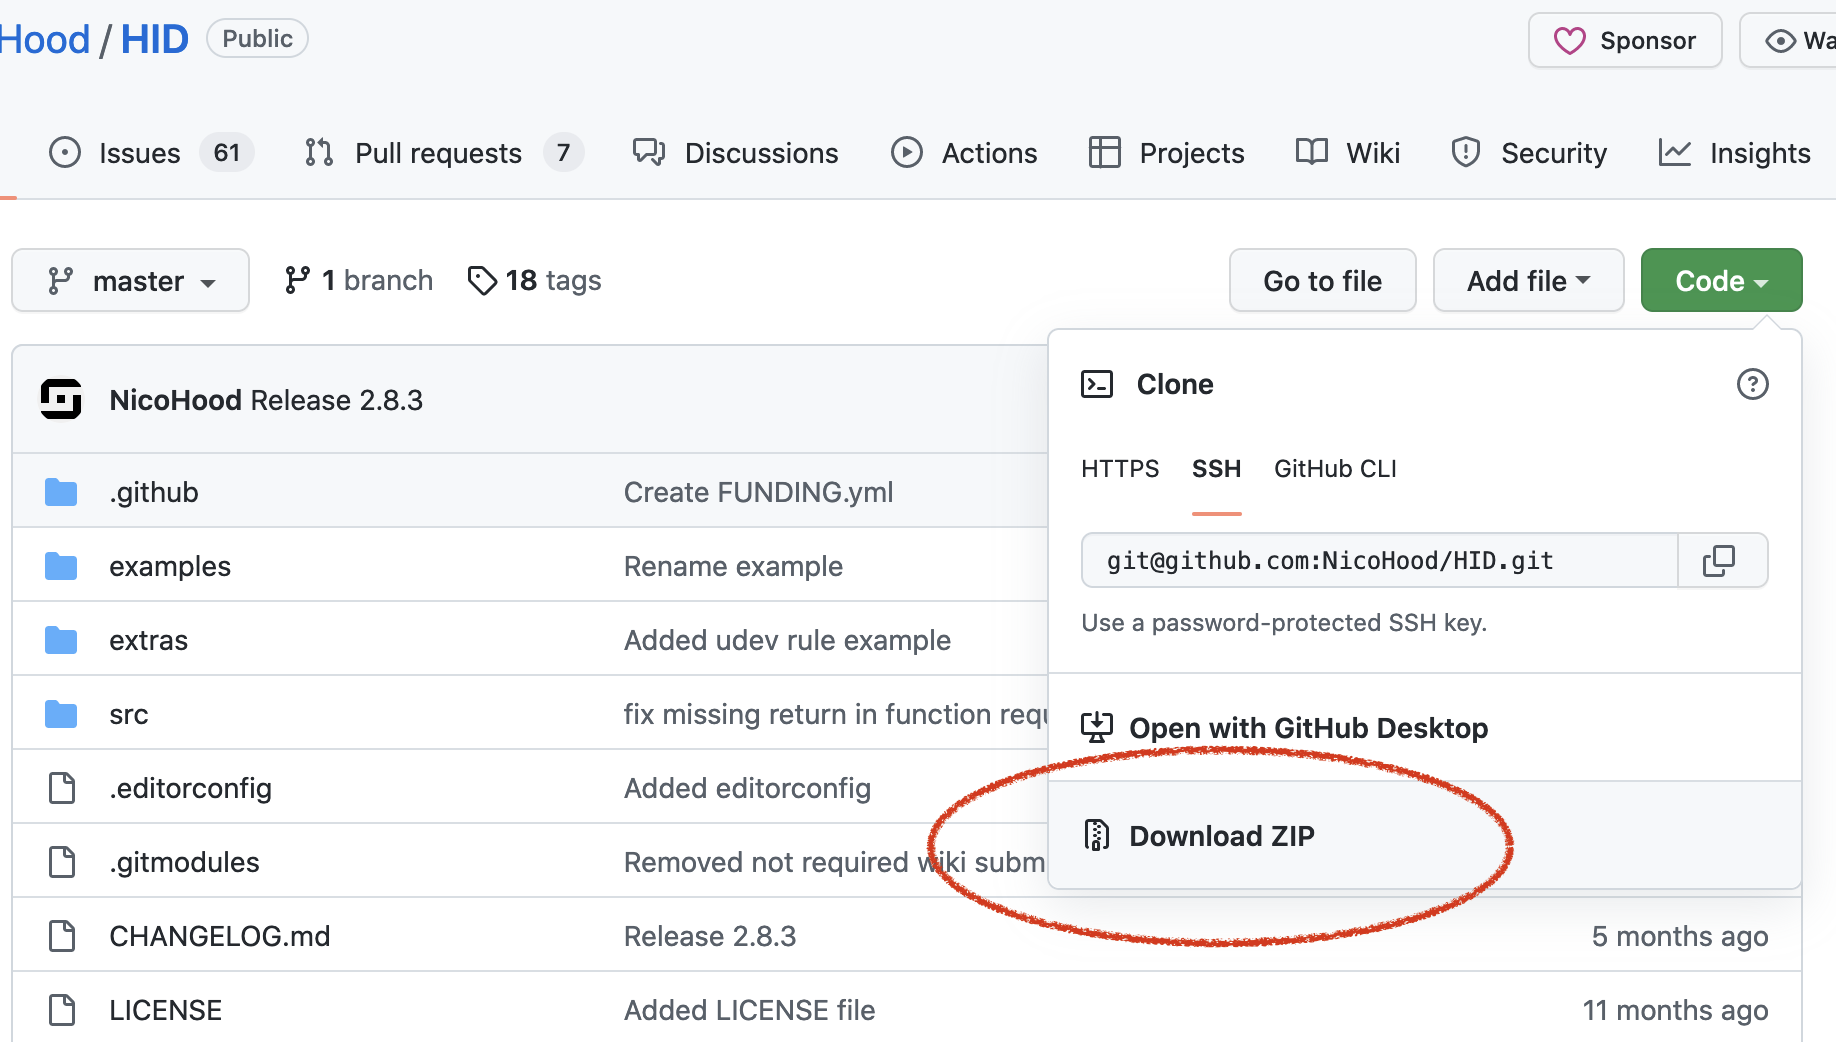 Hood / HID Public Sponsor Wa
Issues 61 Pull requests 7 Discussions Actions Projects Wiki Security Insights
master 1 branch 18 tags Go to file Add file Code
NicoHood Release 2.8.3
.github Create FUNDING.yml
examples Rename example
extras Added udev rule example
src fix missing return in function requ
.editorconfig Added editorconfig
.gitmodules Removed not required wiki subm
CHANGELOG.md Release 2.8.3 5 months ago
LICENSE Added LICENSE file 11 months ago
Clone
HTTPS SSH GitHub CLI
git@github.com:NicoHood/HID.git
Use a password-protected SSH key.
Open with GitHub Desktop
Download ZIP